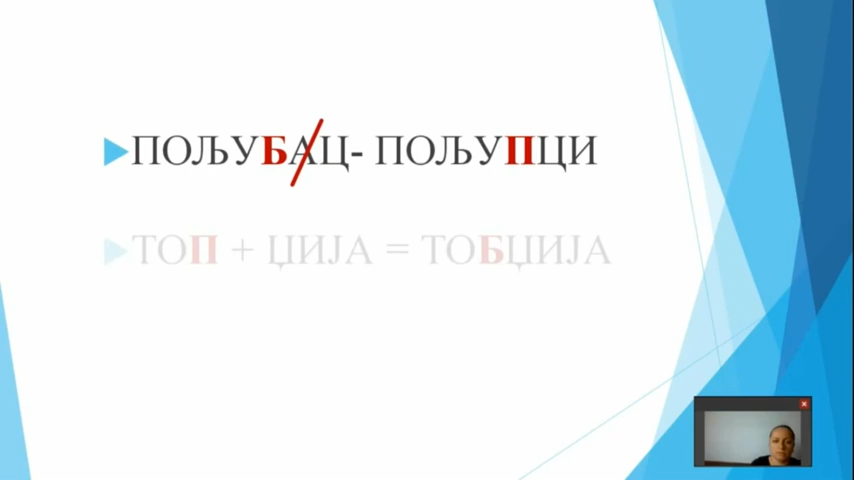 ПОЉУБАЦ- ПОЉУПЦИ
ТОП + ЏИЈА = ТОБЏИЈА